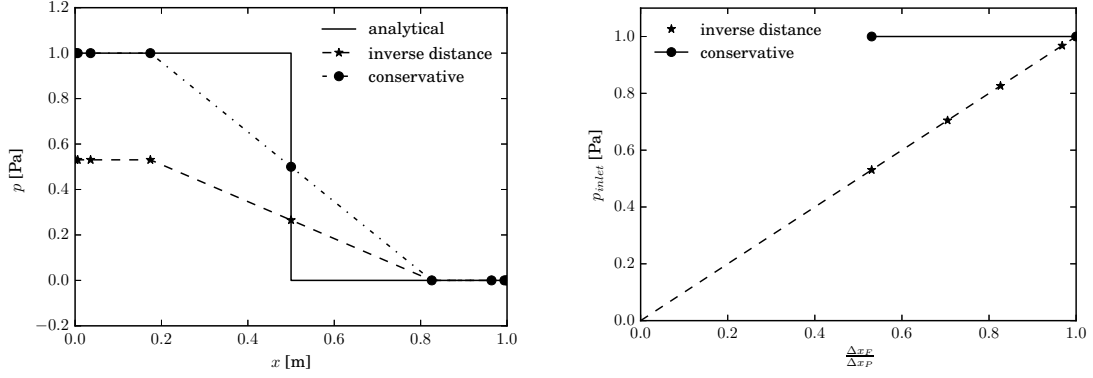 1.2
1.0
0.8
0.6
0.4
0.2
0.0
−0.2
p [Pa]
analytical
inverse distance
conservative
0.0 0.2 0.4 0.6 0.8 1.0
x [m]
1.0
0.8
0.6
0.4
0.2
0.0
p_inlet [Pa]
inverse distance
conservative
0.0 0.2 0.4 0.6 0.8 1.0
Δx_F
Δx_P